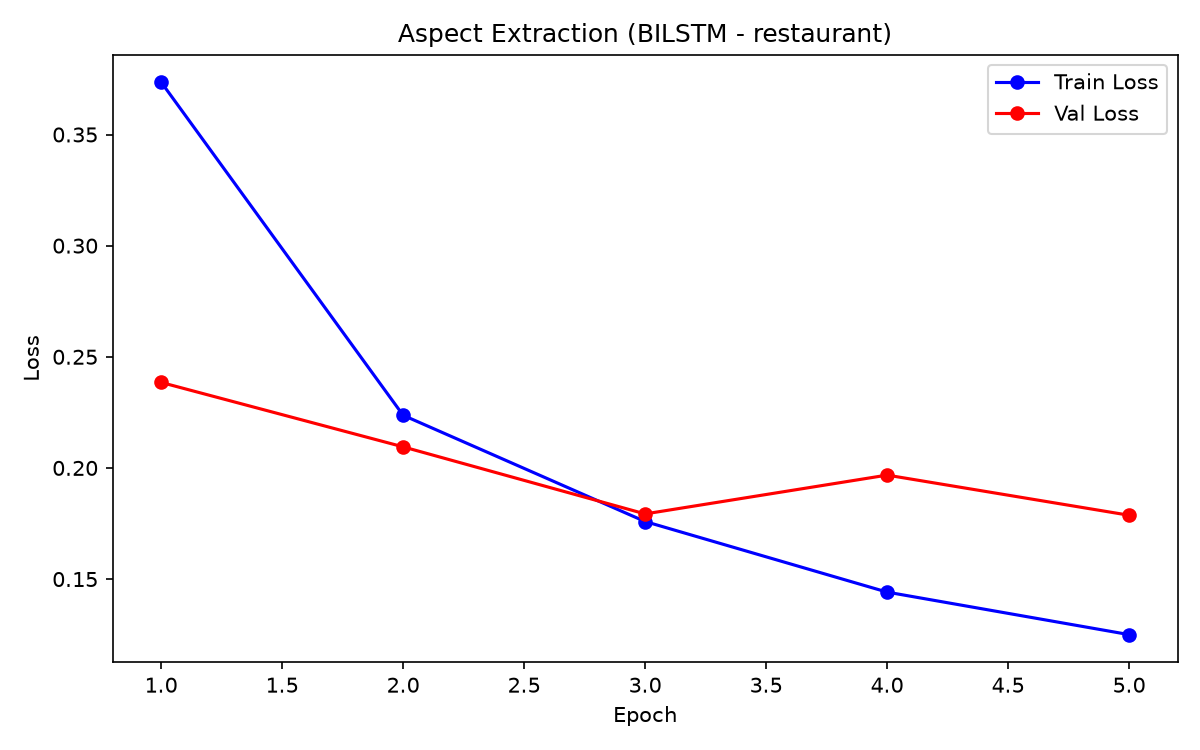 Aspect Extraction (BILSTM - restaurant)
Train Loss
Val Loss
0.35
0.30
0.25
0.20
0.15
Loss
1.0 1.5 2.0 2.5 3.0 3.5 4.0 4.5 5.0
Epoch